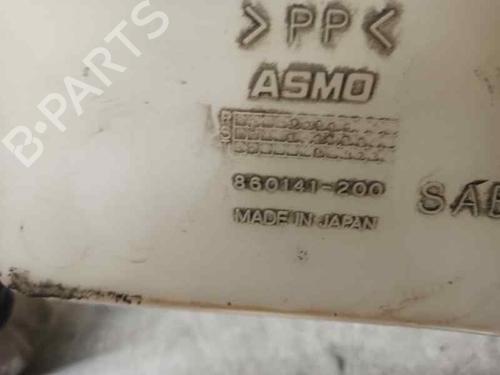 >PP<
ASMO
860141-200
MADE IN JAPAN
B-PARTS